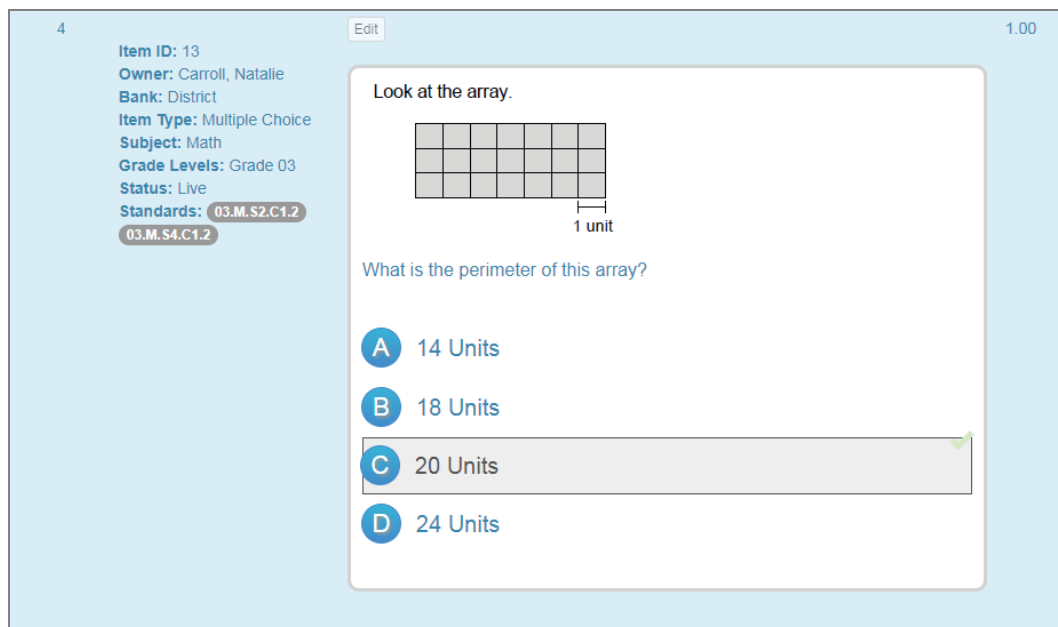 4
Edit
1.00
Item ID: 13
Owner: Carroll, Natalie
Bank: District
Item Type: Multiple Choice
Subject: Math
Grade Levels: Grade 03
Status: Live
Standards: 03.M.S2.C1.2
03.M.S4.C1.2
Look at the array.
1 unit
What is the perimeter of this array?
A 14 Units
B 18 Units
C 20 Units
D 24 Units